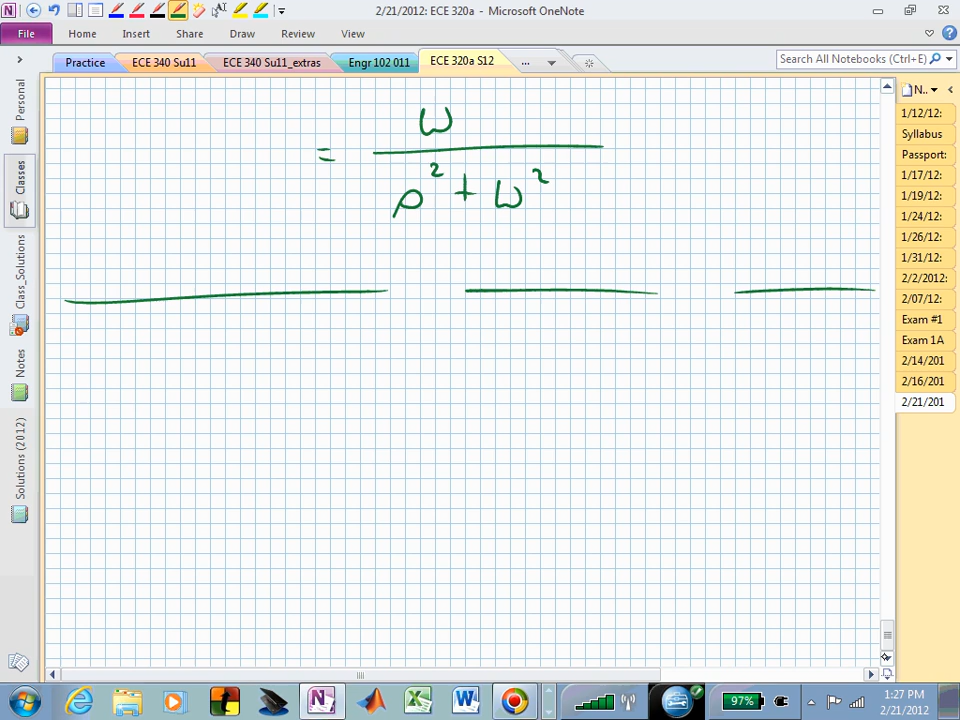 2/21/2012: ECE 320a - Microsoft OneNote
File Home Insert Share Draw Review View
Practice ECE 340 Su11 ECE 340 Su11_extras Engr 102 011 ECE 320a S12 ... Search All Notebooks (Ctrl+E)
Personal
Classes
Class_Solutions
Notes
Solutions (2012)
ω
=
ρ² + ω²
N..
1/12/12:
Syllabus
Passport:
1/17/12:
1/19/12:
1/24/12:
1/26/12:
1/31/12:
2/2/2012:
2/07/12:
Exam #1
Exam 1A
2/14/201
2/16/201
2/21/201
97%
1:27 PM
2/21/2012